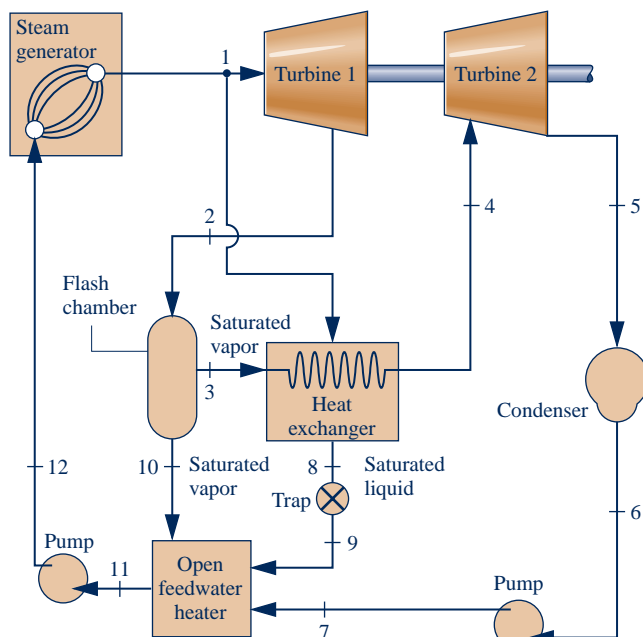 Steam
generator
1
Turbine 1
Turbine 2
2
4
5
Flash
chamber
Saturated
vapor
3
Heat
exchanger
Condenser
12
10
Saturated
vapor
8
Saturated
liquid
Trap
6
9
Pump
11
Open
feedwater
heater
Pump
7